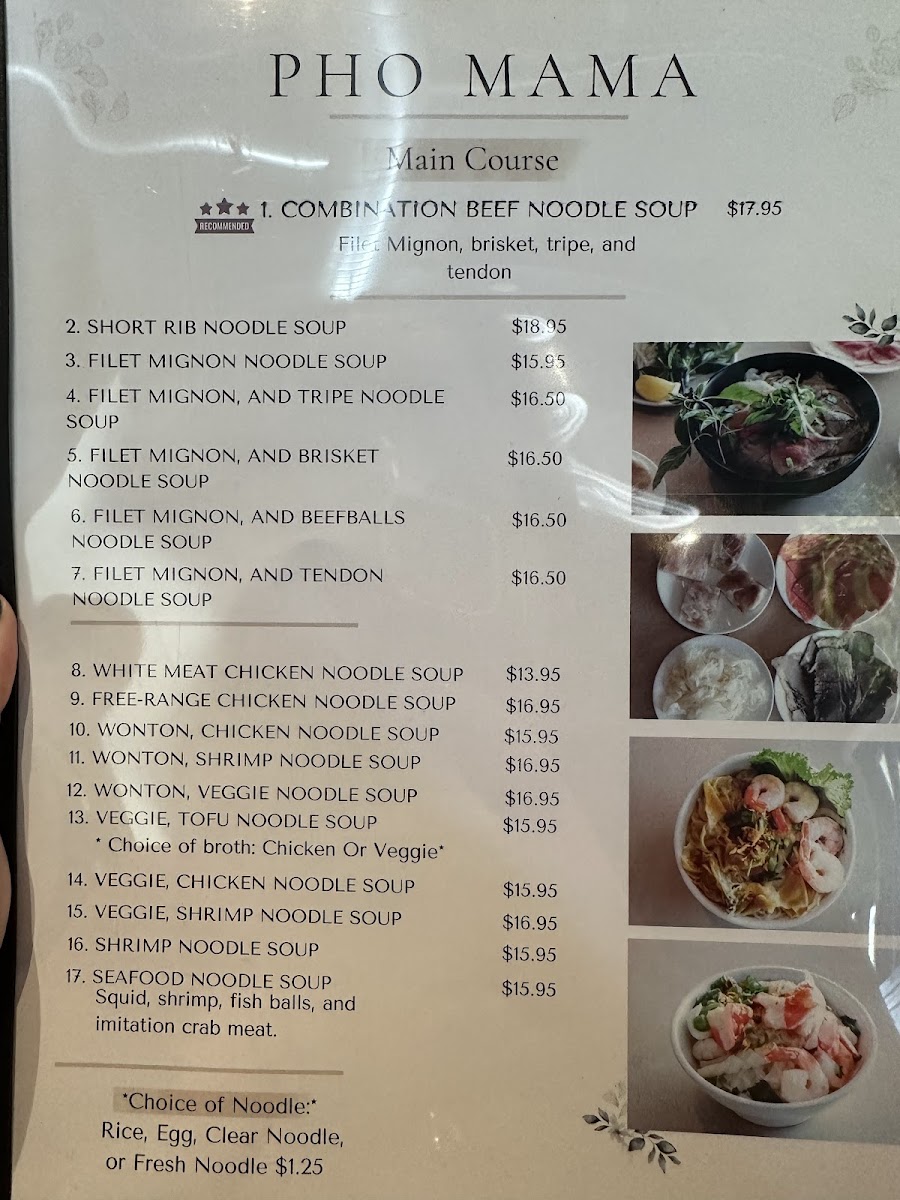 PHO MAMA
Main Course
RECOMMENDED
1. COMBINATION BEEF NOODLE SOUP $17.95
Filet Mignon, brisket, tripe, and
tendon
2. SHORT RIB NOODLE SOUP $18.95
3. FILET MIGNON NOODLE SOUP $15.95
4. FILET MIGNON, AND TRIPE NOODLE $16.50
SOUP
5. FILET MIGNON, AND BRISKET $16.50
NOODLE SOUP
6. FILET MIGNON, AND BEEFBALLS $16.50
NOODLE SOUP
7. FILET MIGNON, AND TENDON $16.50
NOODLE SOUP
8. WHITE MEAT CHICKEN NOODLE SOUP $13.95
9. FREE-RANGE CHICKEN NOODLE SOUP $16.95
10. WONTON, CHICKEN NOODLE SOUP $15.95
11. WONTON, SHRIMP NOODLE SOUP $16.95
12. WONTON, VEGGIE NOODLE SOUP $16.95
13. VEGGIE, TOFU NOODLE SOUP $15.95
* Choice of broth: Chicken Or Veggie*
14. VEGGIE, CHICKEN NOODLE SOUP $15.95
15. VEGGIE, SHRIMP NOODLE SOUP $16.95
16. SHRIMP NOODLE SOUP $15.95
17. SEAFOOD NOODLE SOUP $15.95
Squid, shrimp, fish balls, and
imitation crab meat.
*Choice of Noodle:*
Rice, Egg, Clear Noodle,
or Fresh Noodle $1.25